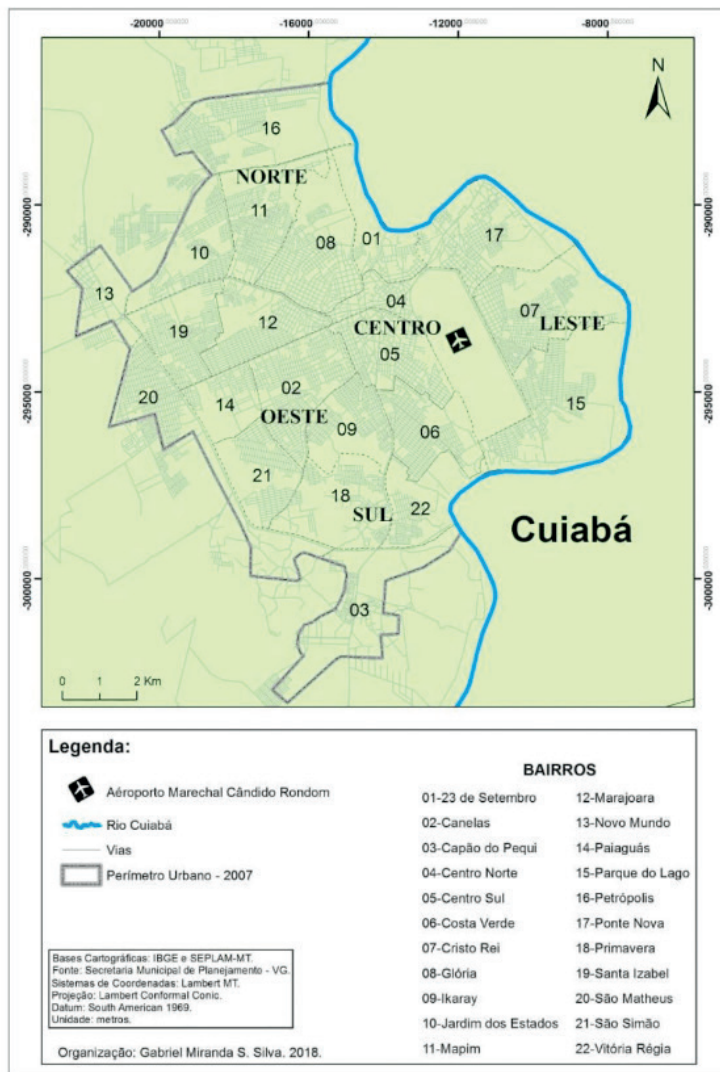 -20000,000000
-16000,000000
-12000,000000
-8000,000000
N
16
NORTE
11
-290000
10
08
01
17
13
04
07
12
CENTRO
LESTE
19
05
20
02
-295000
14
OESTE
15
09
06
21
18
SUL
22
Cuiabá
-300000
03
0 1 2 Km
Legenda:
Aéroporto Marechal Cândido Rondom
Rio Cuiabá
Vias
Perímetro Urbano - 2007
Bases Cartográficas: IBGE e SEPLAM-MT.
Fonte: Secretaria Municipal de Planejamento - VG.
Sistemas de Coordenadas: Lambert MT.
Projeção: Lambert Conformal Conic.
Datum: South American 1969.
Unidade: metros.
Organização: Gabriel Miranda S. Silva. 2018.
BAIRROS
01-23 de Setembro
02-Canelas
03-Capão do Pequi
04-Centro Norte
05-Centro Sul
06-Costa Verde
07-Cristo Rei
08-Glória
09-Ikaray
10-Jardim dos Estados
11-Mapim
12-Marajoara
13-Novo Mundo
14-Paiaguás
15-Parque do Lago
16-Petrópolis
17-Ponte Nova
18-Primavera
19-Santa Izabel
20-São Matheus
21-São Simão
22-Vitória Régia